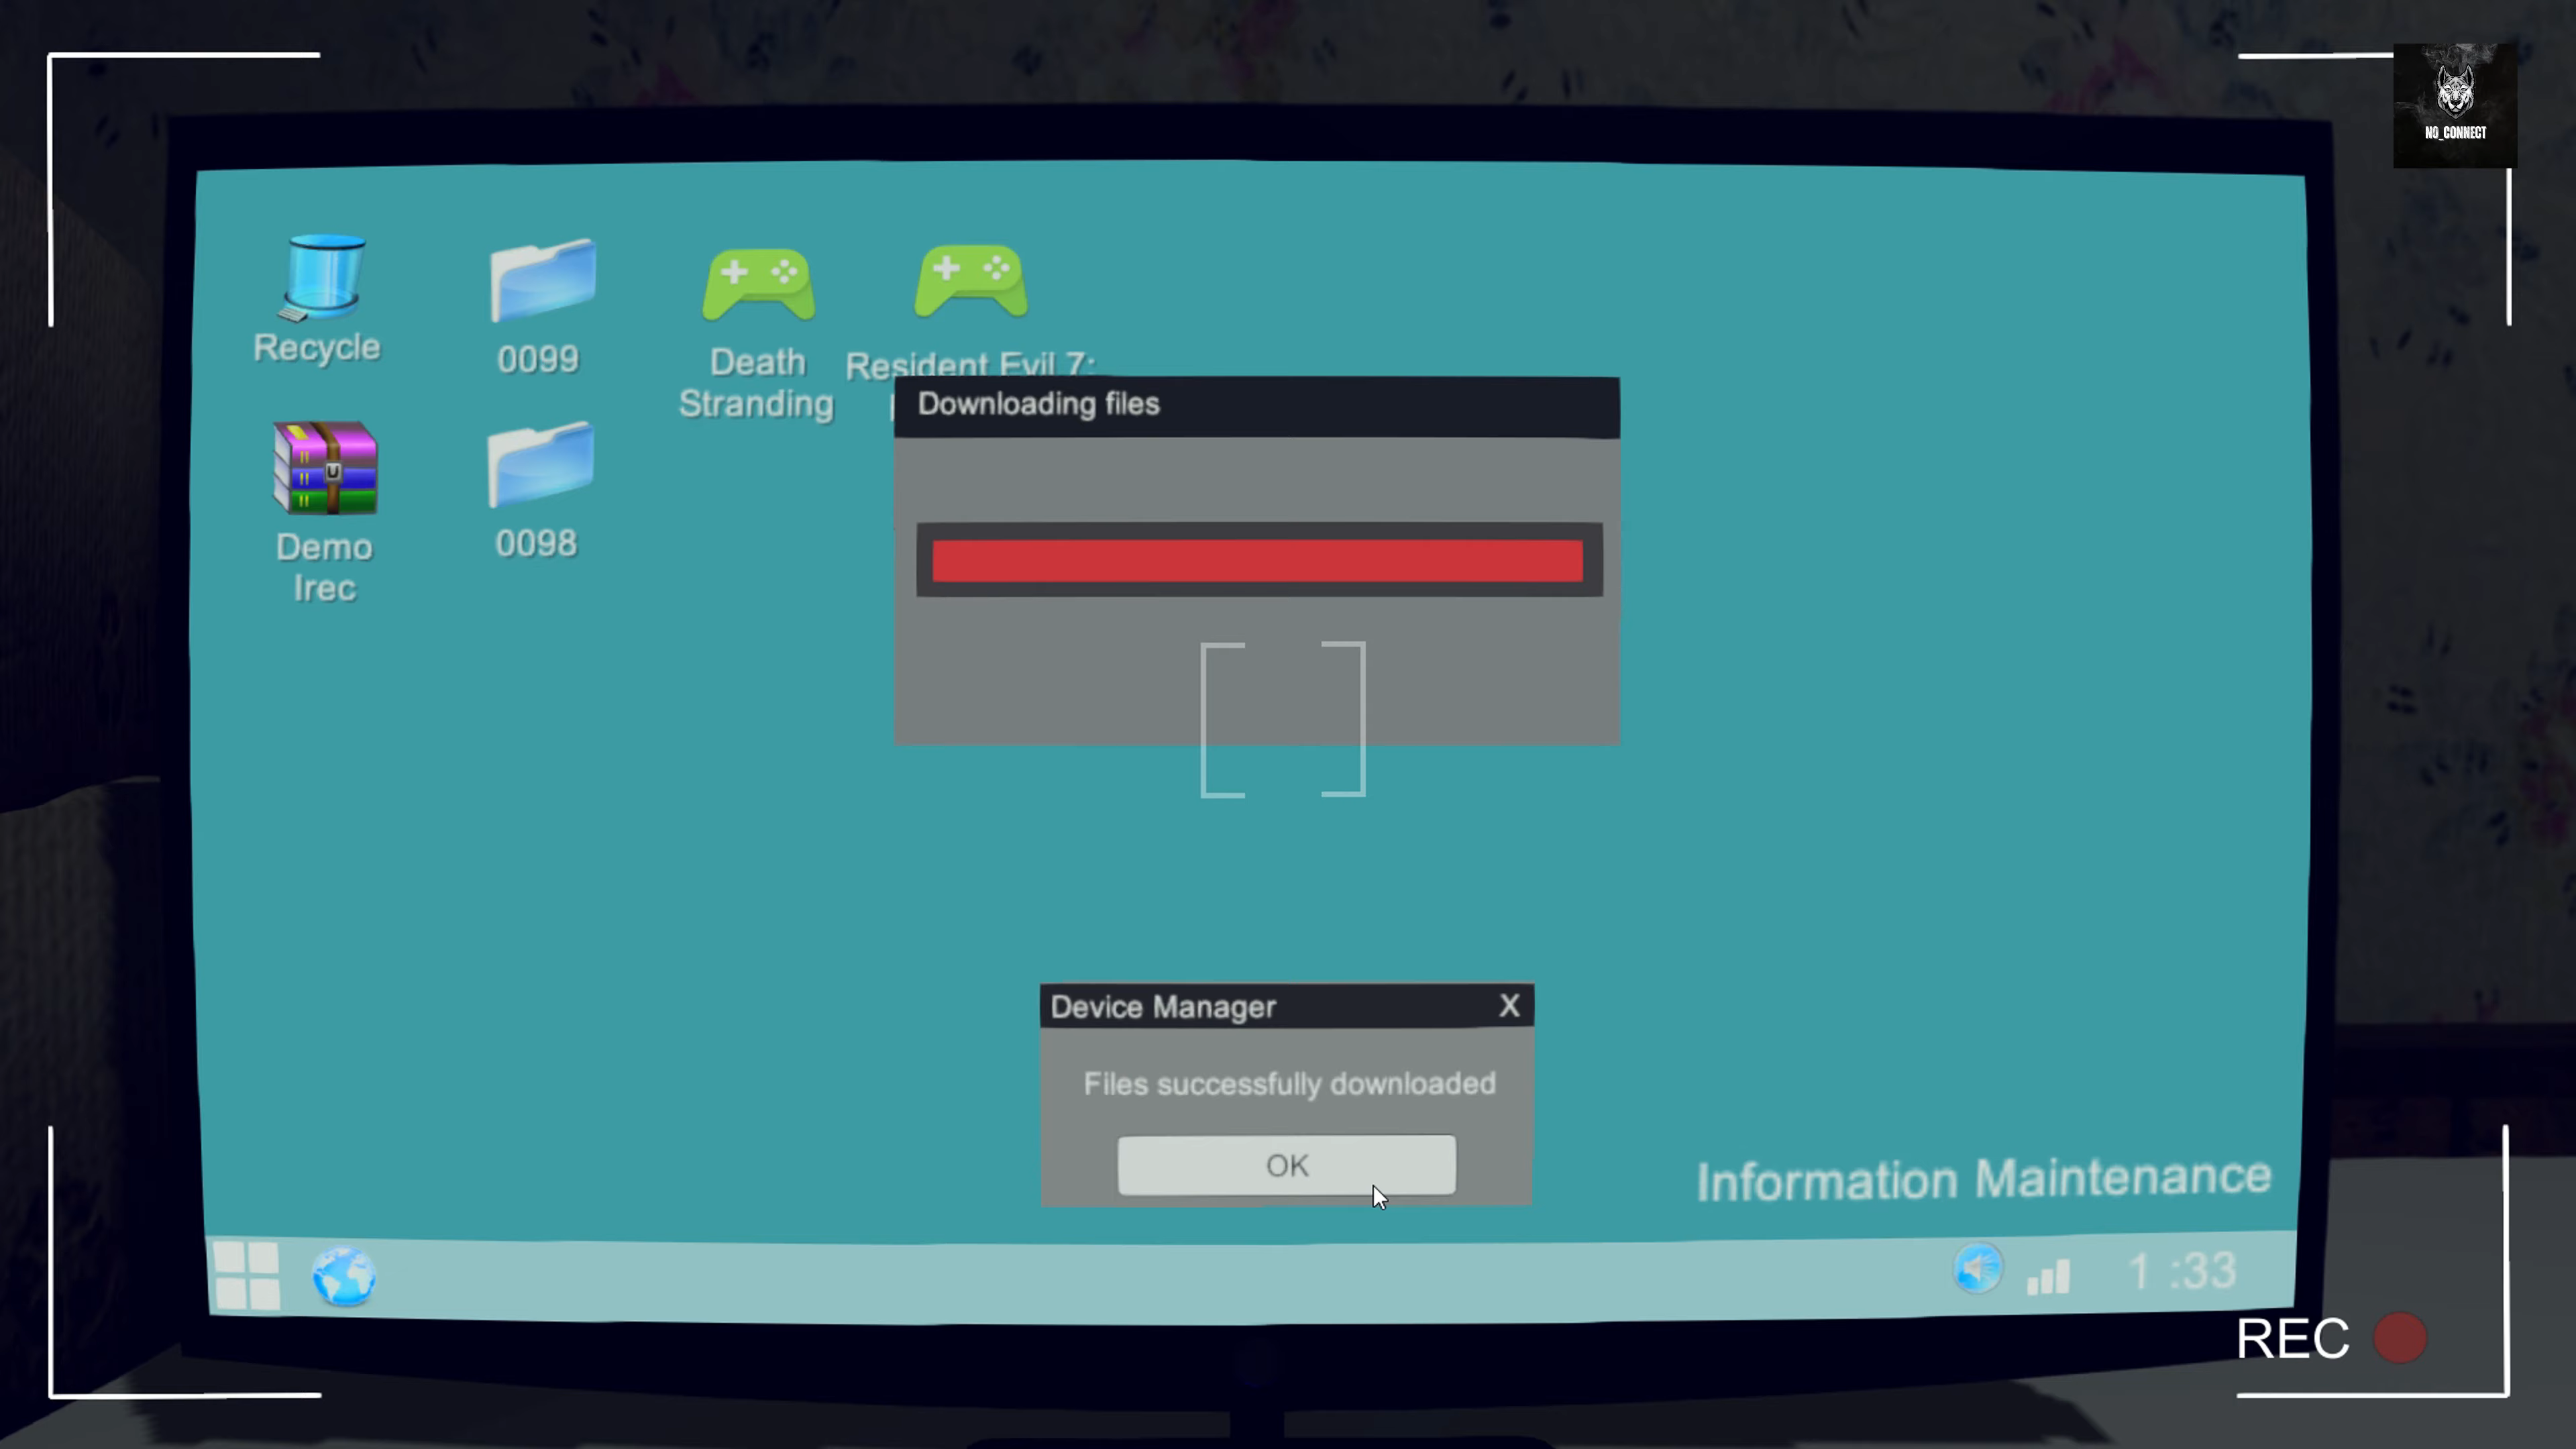 NO_CONNECT
Recycle
0099
Death
Stranding
Resident Evil 7:
Demo
Irec
0098
Downloading files
Device Manager
X
Files successfully downloaded
OK
Information Maintenance
1 :33
REC